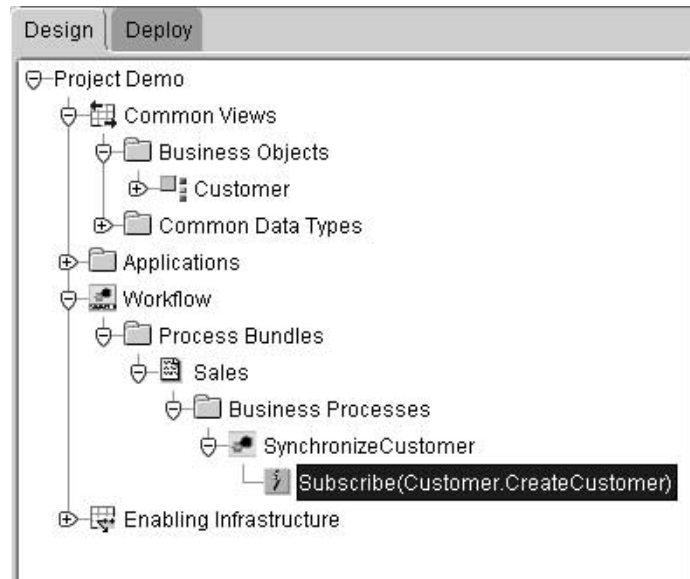 Design Deploy
Project Demo
Common Views
Business Objects
Customer
Common Data Types
Applications
Workflow
Process Bundles
Sales
Business Processes
SynchronizeCustomer
Subscribe(Customer.CreateCustomer)
Enabling Infrastructure